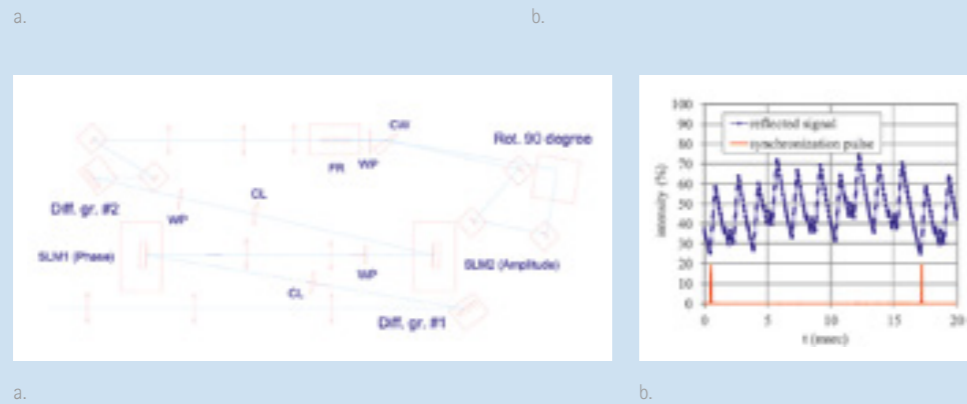 a.
b.
CW
Rot. 90 degree
FR WP
CL
Diff. gr. #2
WP
SLM1 (Phase)
SLM2 (Amplitude)
WP
CL
Diff. gr. #1
100
90
80
70
60
50
40
30
20
10
0
intensity (%)
reflected signal
synchronization pulse
0 5 10 15 20
t (msec)
a.
b.